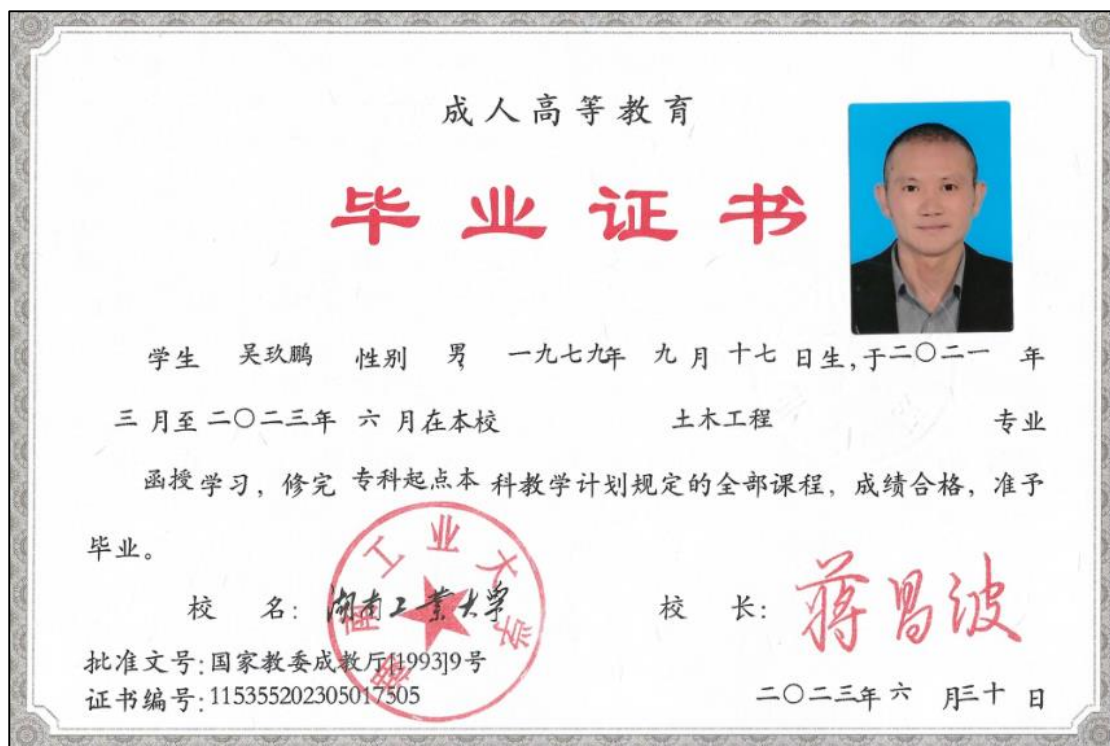 成人高等教育
毕业证书
学生 吴玖鹏 性别 男 一九七九年 九 月 十七 日生,于二〇二一 年
三 月至 二〇二三年 六 月在本校 土木工程 专业
函授 学习，修完 专科起点本 科教学计划规定的全部课程，成绩合格，准予
毕业。
校 名: 湖南工业大学 校 长: 蒋昌波
湖南工业大学
批准文号:国家教委成教厅[1993]9号
证书编号:115355202305017505 二〇二三年 六 月三十 日